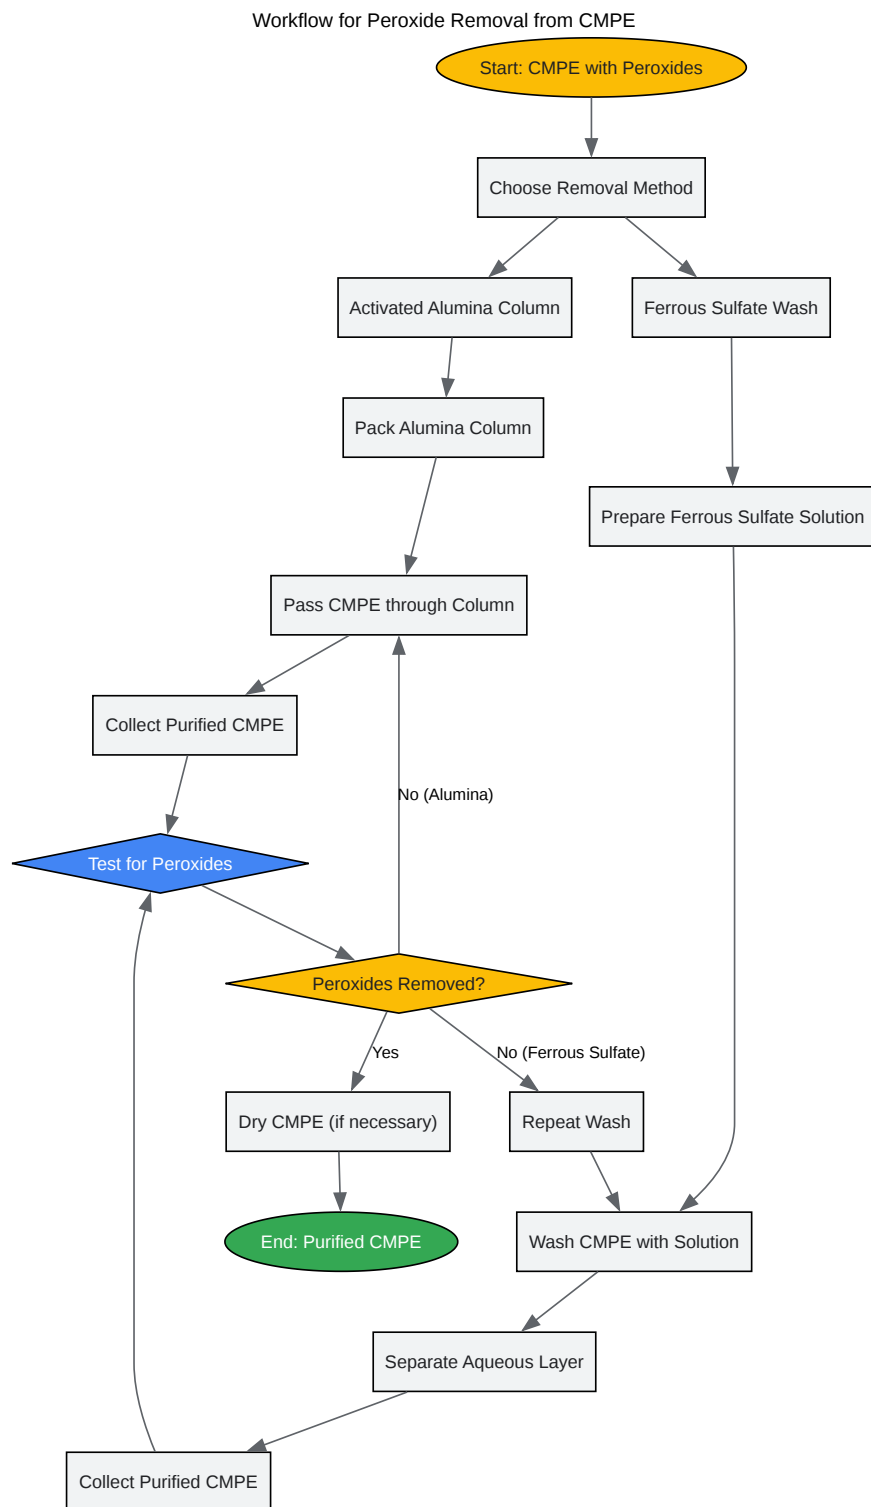 Workflow for Peroxide Removal from CMPE
Start: CMPE with Peroxides
Choose Removal Method
Activated Alumina Column
Ferrous Sulfate Wash
Pack Alumina Column
Prepare Ferrous Sulfate Solution
Pass CMPE through Column
Collect Purified CMPE
No (Alumina)
Test for Peroxides
Peroxides Removed?
Yes
No (Ferrous Sulfate)
Dry CMPE (if necessary)
Repeat Wash
End: Purified CMPE
Wash CMPE with Solution
Separate Aqueous Layer
Collect Purified CMPE